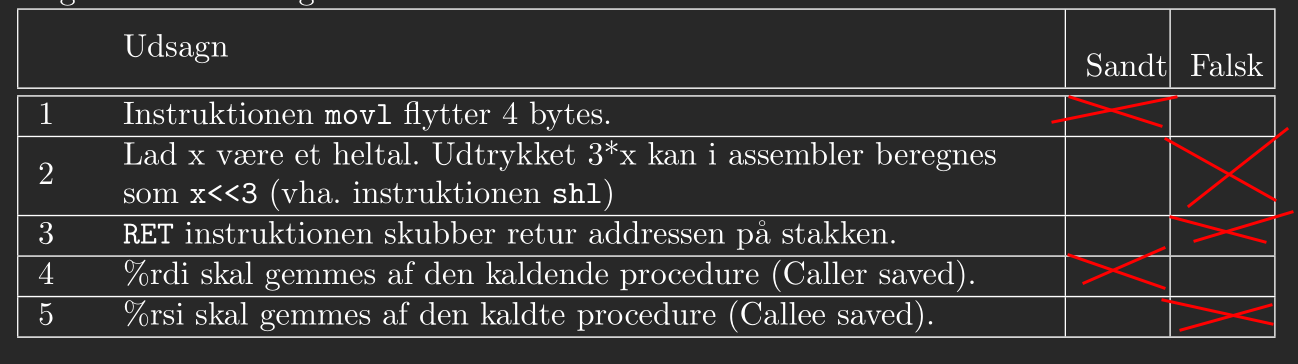 Udsagn
Sandt Falsk
1 Instruktionen movl flytter 4 bytes.
2 Lad x være et heltal. Udtrykket 3*x kan i assembler beregnes
som x<<3 (vha. instruktionen shl)
3 RET instruktionen skubber retur addressen på stakken.
4 %rdi skal gemmes af den kaldende procedure (Caller saved).
5 %rsi skal gemmes af den kaldte procedure (Callee saved).